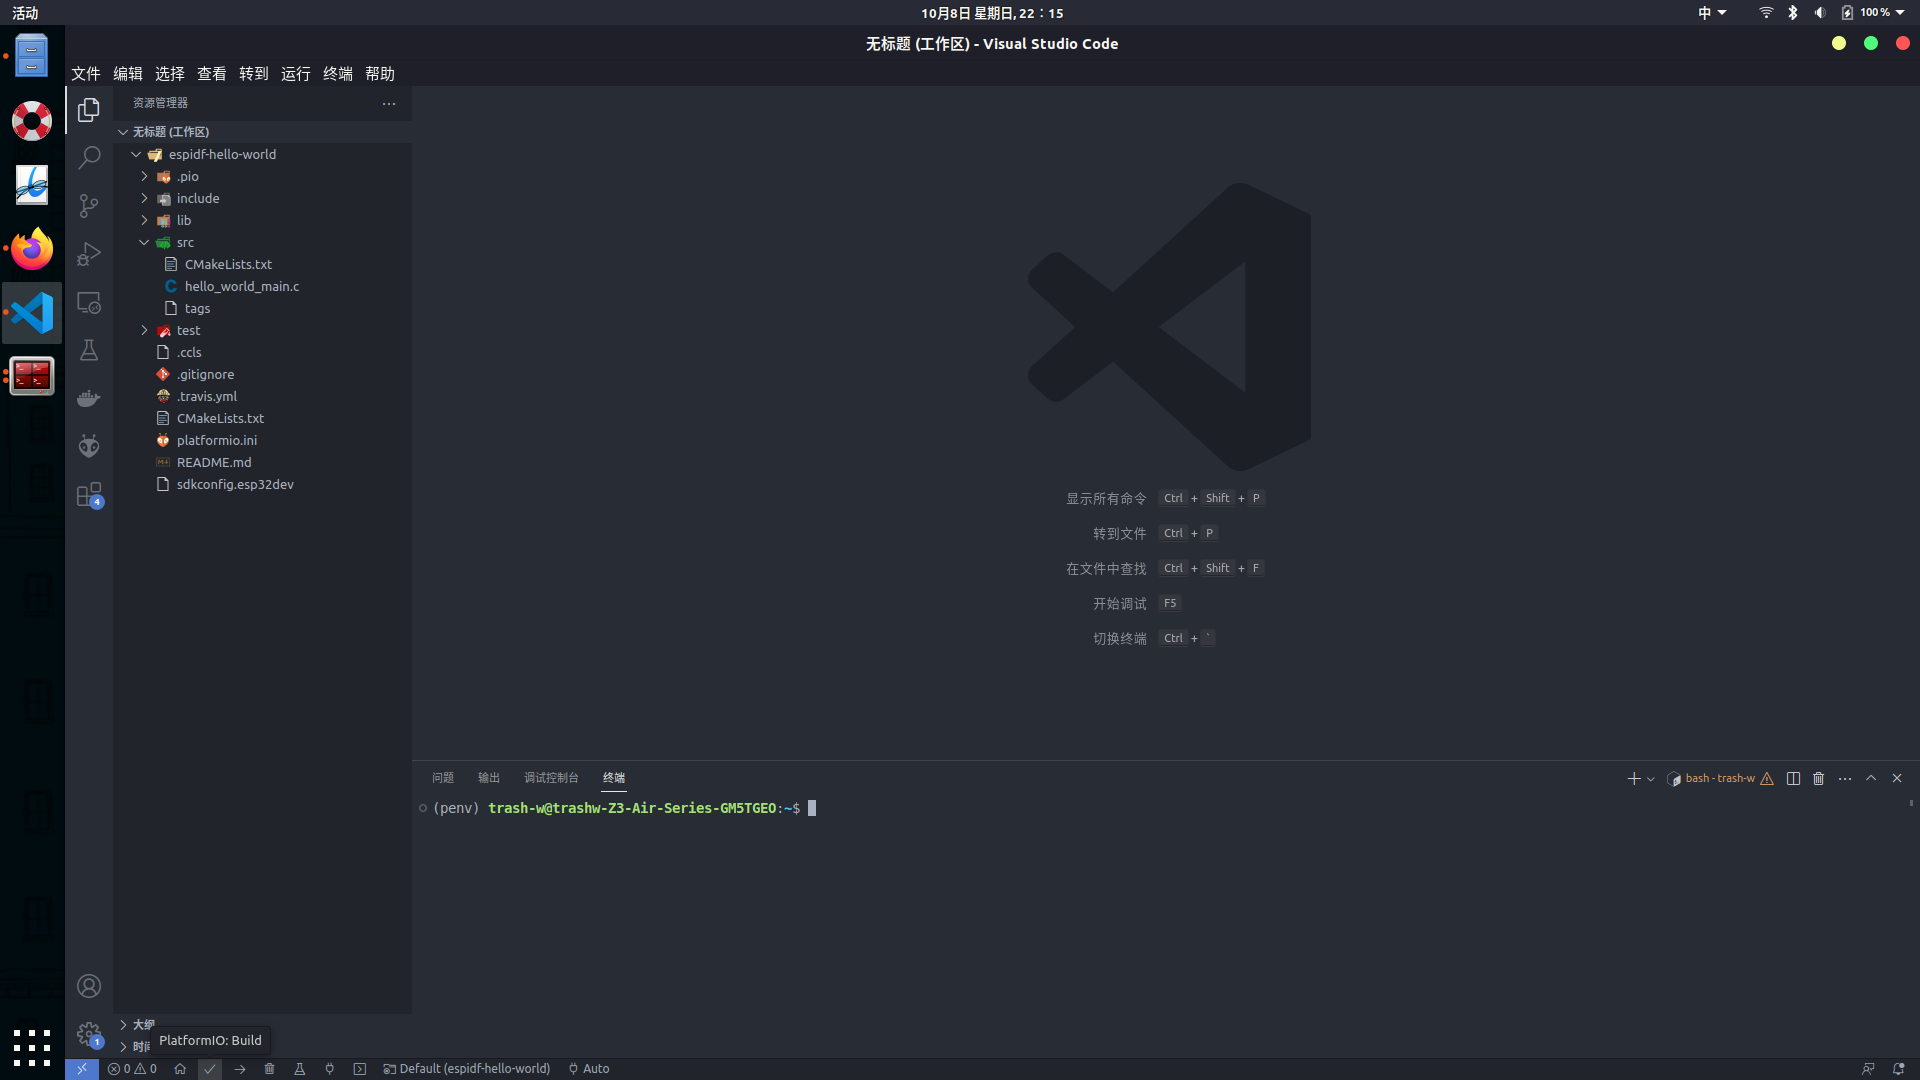 活动
10月8日 星期日, 22：15
中
100 %
无标题 (工作区) - Visual Studio Code
文件 编辑 选择 查看 转到 运行 终端 帮助
资源管理器
无标题 (工作区)
espidf-hello-world
.pio
include
lib
src
CMakeLists.txt
hello_world_main.c
tags
test
.ccls
.gitignore
.travis.yml
CMakeLists.txt
platformio.ini
README.md
sdkconfig.esp32dev
4
显示所有命令 Ctrl + Shift + P
转到文件 Ctrl + P
在文件中查找 Ctrl + Shift + F
开始调试 F5
切换终端 Ctrl + `
问题 输出 调试控制台 终端
bash - trash-w
(penv) trash-w@trashw-Z3-Air-Series-GM5TGEO:~$
大纲
PlatformIO: Build
1
0 0 Default (espidf-hello-world) Auto